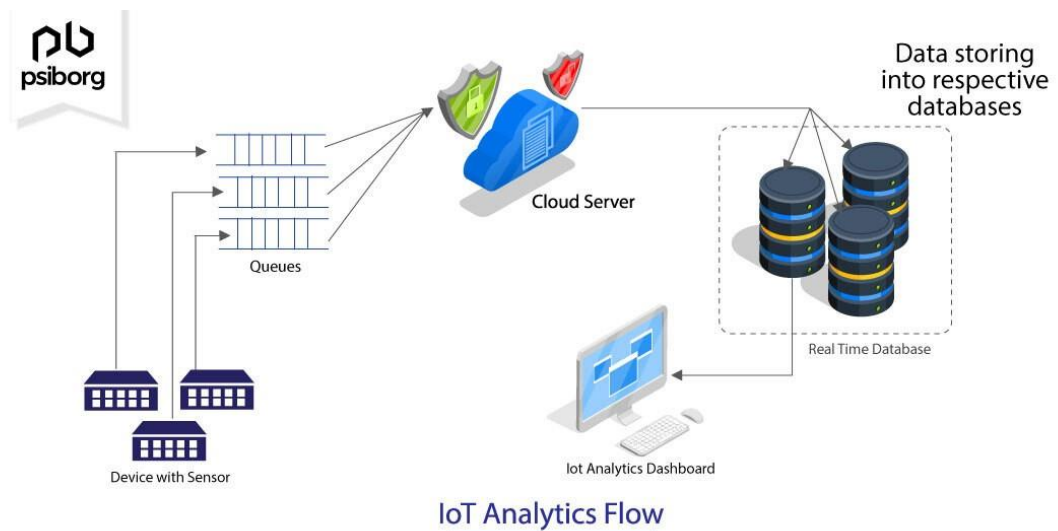 psiborg
Data storing
into respective
databases
Cloud Server
Queues
Real Time Database
Iot Analytics Dashboard
Device with Sensor
IoT Analytics Flow